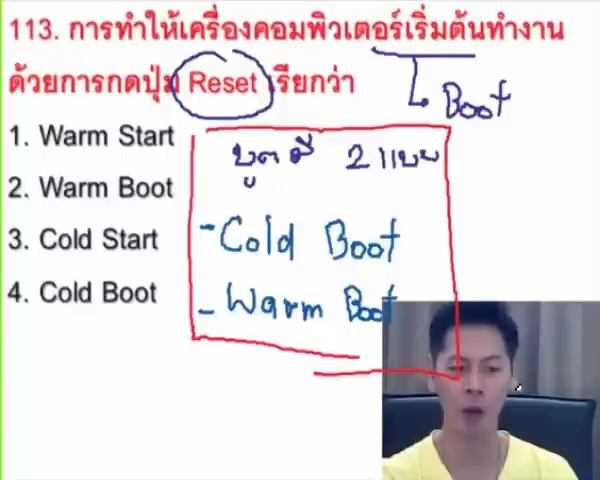 113. การทำให้เครื่องคอมพิวเตอร์เริ่มต้นทำงาน
ด้วยการกดปุ่ม Reset เรียกว่า
Boot
1. Warm Start
2. Warm Boot
3. Cold Start
4. Cold Boot
บูตมี 2 แบบ
- Cold Boot
- Warm Boot